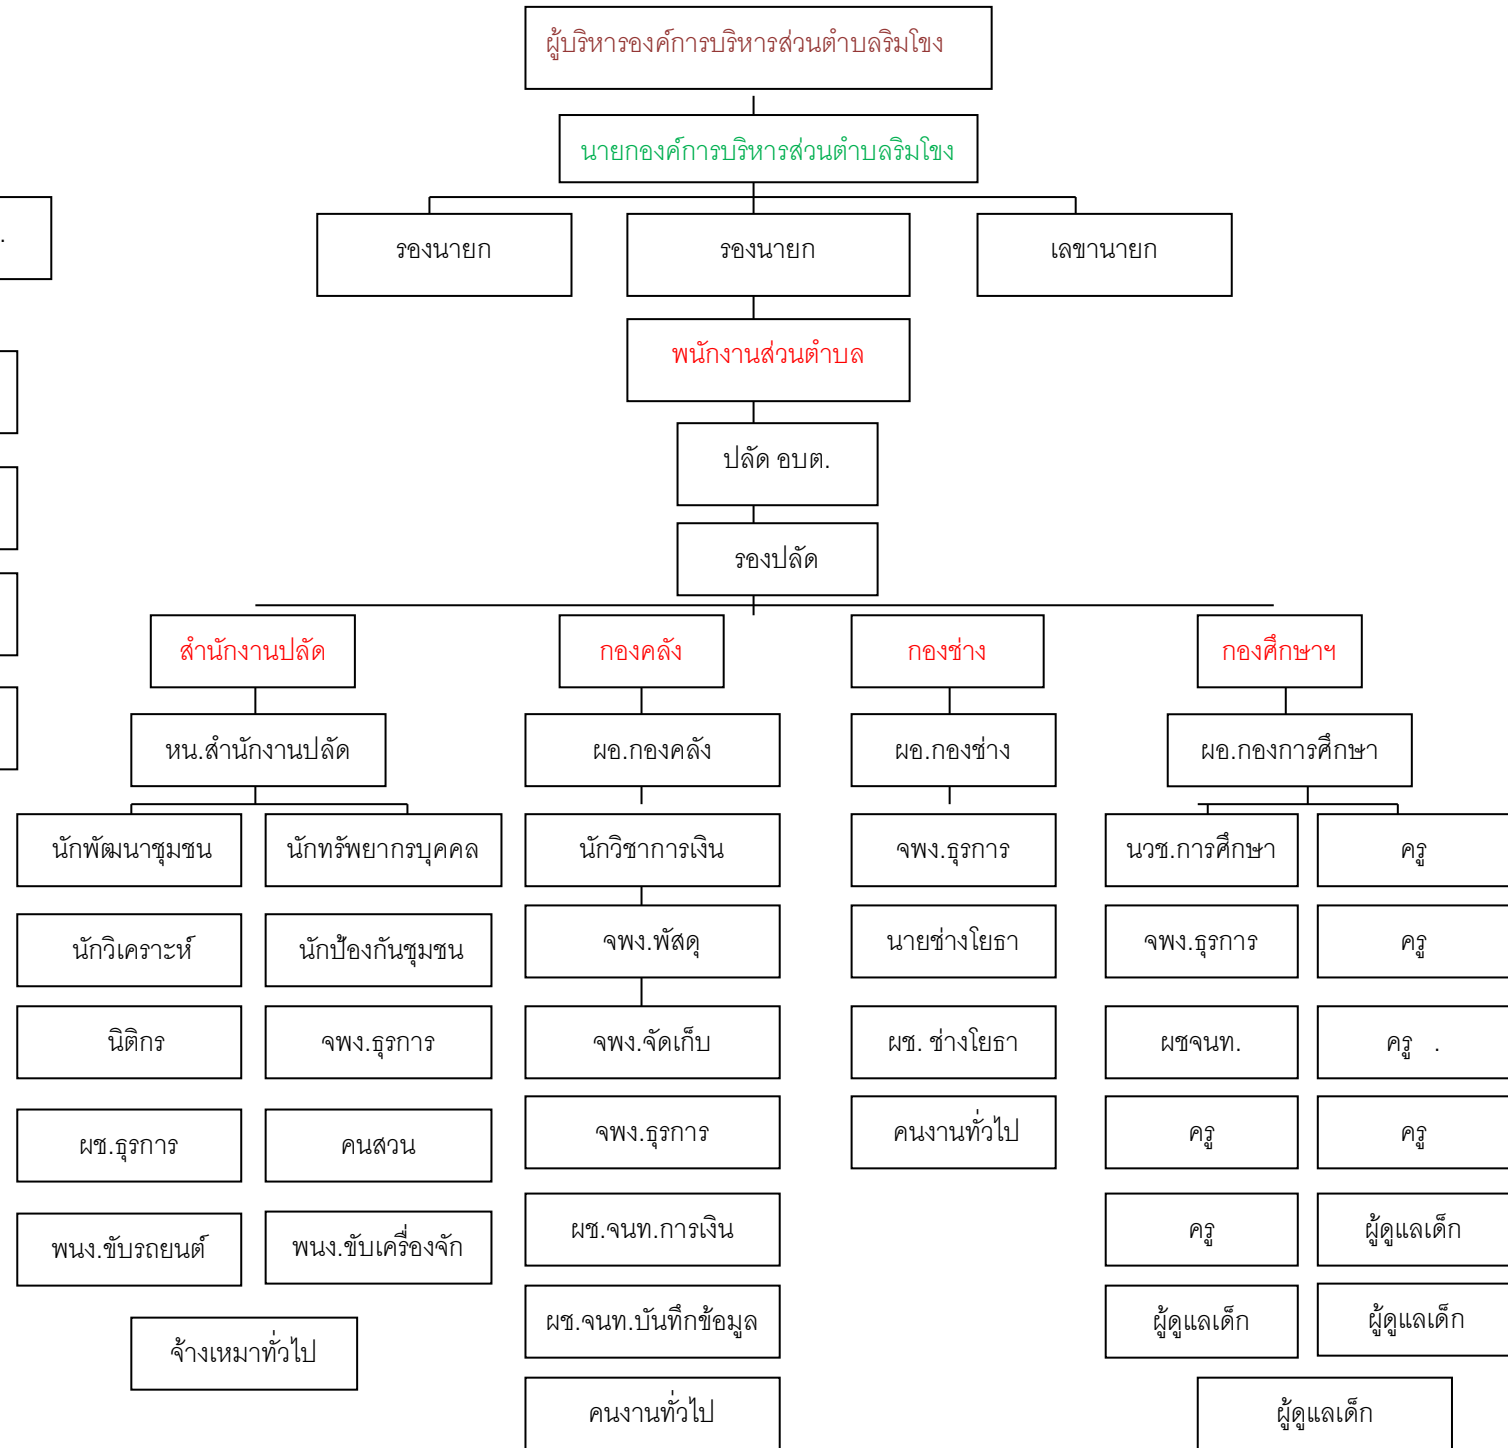 ผู้บริหารองค์การบริหารส่วนตำบลริมโขง
นายกองค์การบริหารส่วนตำบลริมโขง
.
รองนายก
รองนายก
เลขานายก
พนักงานส่วนตำบล
ปลัด อบต.
รองปลัด
สำนักงานปลัด
กองคลัง
กองช่าง
กองศึกษาฯ
หน.สำนักงานปลัด
ผอ.กองคลัง
ผอ.กองช่าง
ผอ.กองการศึกษา
นักพัฒนาชุมชน
นักทรัพยากรบุคคล
นักวิชาการเงิน
จพง.ธุรการ
นวช.การศึกษา
ครู
นักวิเคราะห์
นักป้องกันชุมชน
จพง.พัสดุ
นายช่างโยธา
จพง.ธุรการ
ครู
นิติกร
จพง.ธุรการ
จพง.จัดเก็บ
ผช. ช่างโยธา
ผชจนท.
ครู .
ผช.ธุรการ
คนสวน
จพง.ธุรการ
คนงานทั่วไป
ครู
ครู
พนง.ขับรถยนต์
พนง.ขับเครื่องจัก
ผช.จนท.การเงิน
ครู
ผู้ดูแลเด็ก
จ้างเหมาทั่วไป
ผช.จนท.บันทึกข้อมูล
ผู้ดูแลเด็ก
ผู้ดูแลเด็ก
คนงานทั่วไป
ผู้ดูแลเด็ก